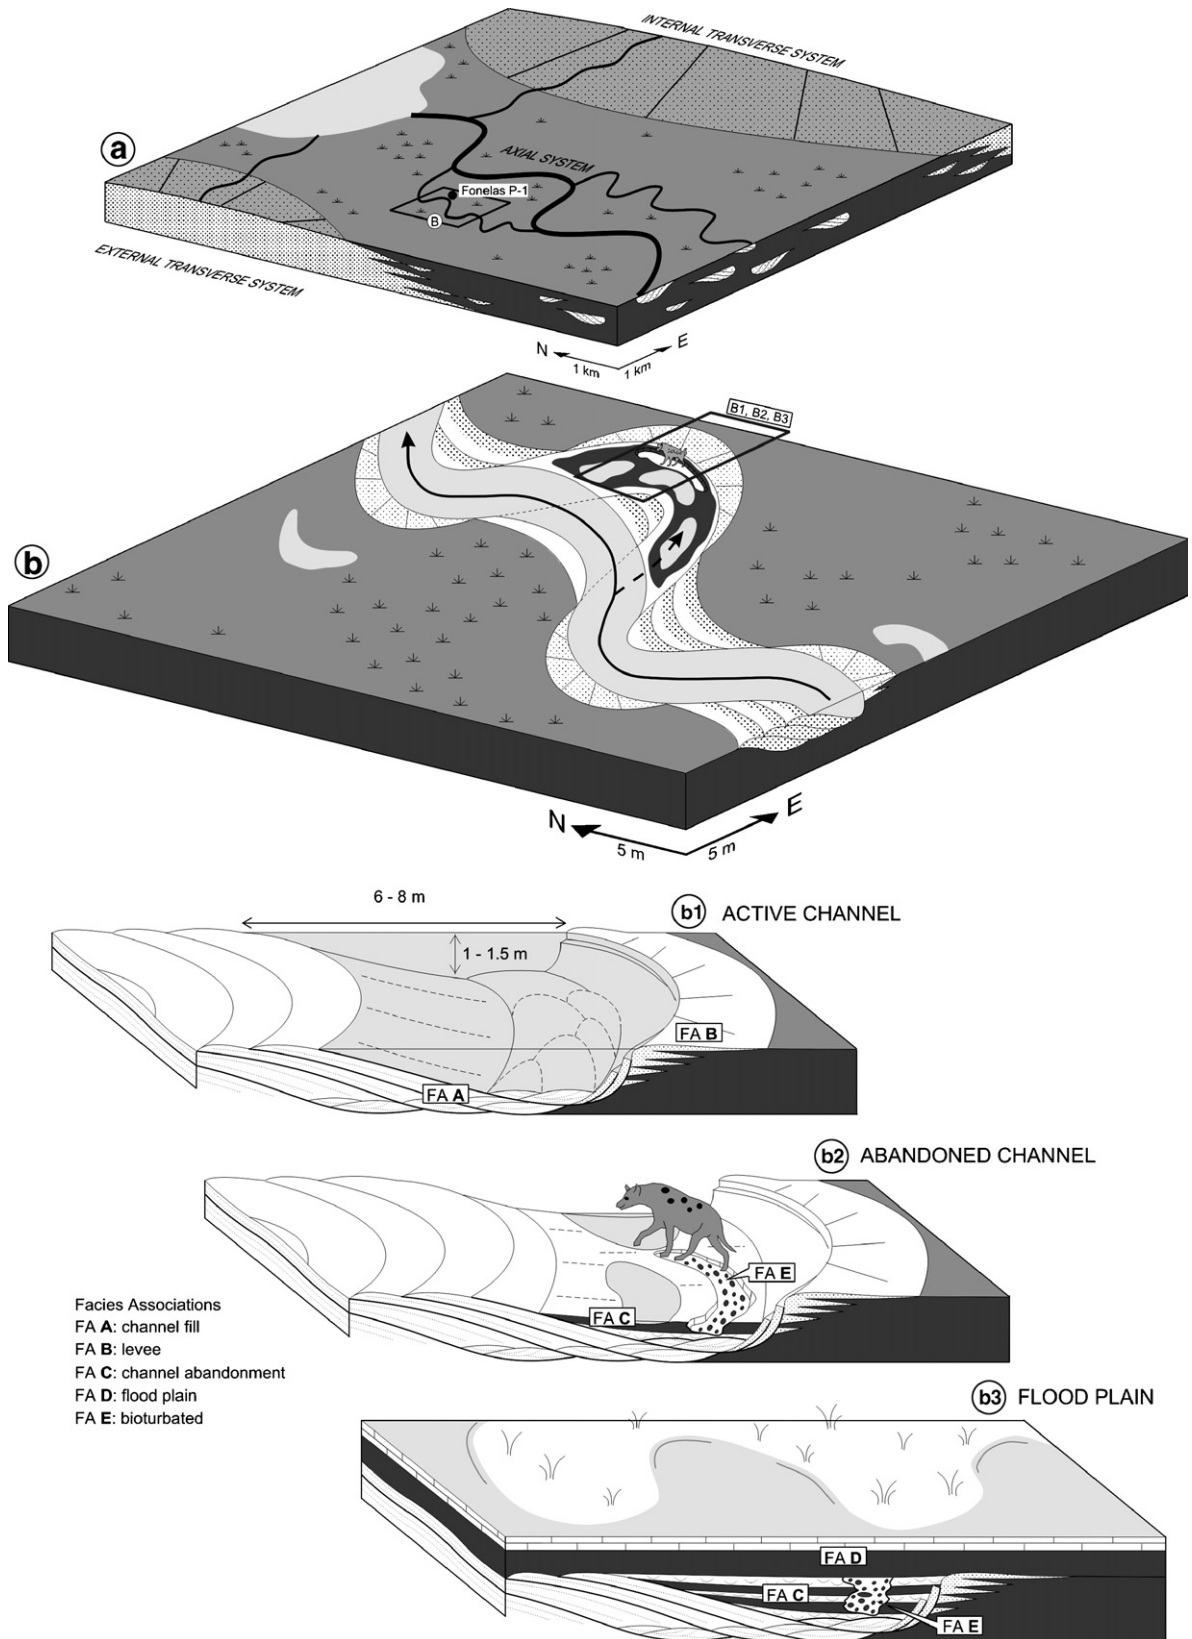 INTERNAL TRANSVERSE SYSTEM
a
AXIAL SYSTEM
Fonelas P-1
B
EXTERNAL TRANSVERSE SYSTEM
N
E
1 km
1 km
B1, B2, B3
b
N
E
5 m
5 m
6 - 8 m
b1 ACTIVE CHANNEL
1 - 1.5 m
FA B
FA A
b2 ABANDONED CHANNEL
FA E
FA C
Facies Associations
FA A: channel fill
FA B: levee
FA C: channel abandonment
FA D: flood plain
FA E: bioturbated
b3 FLOOD PLAIN
FA D
FA C
FA E